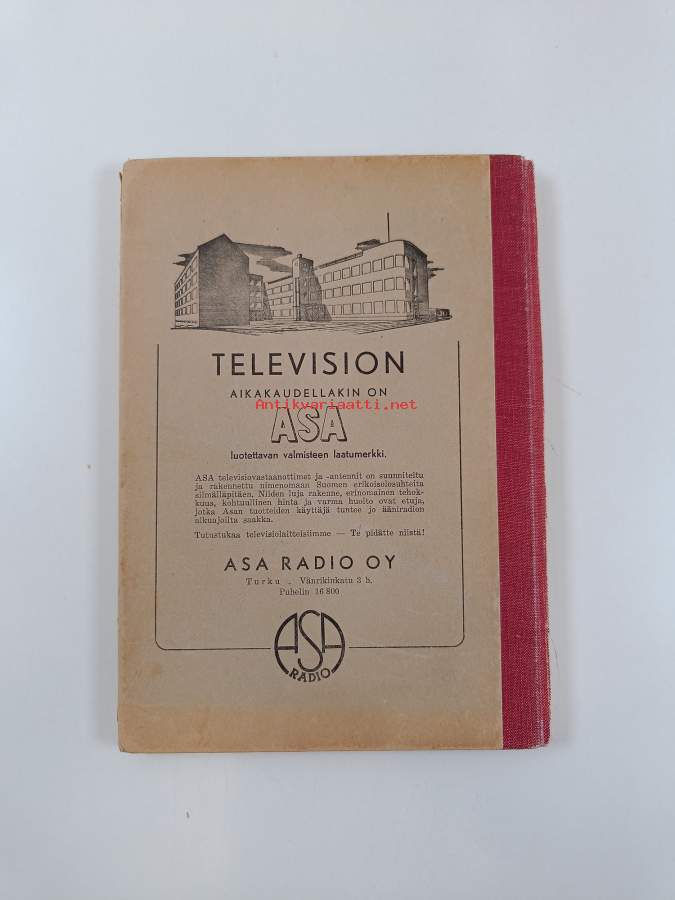 TELEVISION
AIKAKAUDELLAKIN ON
Antikvariaatti.net
ASA
luotettavan valmisteen laatumerkki.
ASA televisiovastaanottimet ja -antennit on suunniteltu
ja rakennettu nimenomaan Suomen erikoisolosuhteita
silmälläpitäen. Niiden luja rakenne, erinomainen tehok-
kuus, kohtuullinen hinta ja varma huolto ovat etuja,
jotka Asan tuotteiden käyttäjä tuntee jo ääniradion
alkuajoilta saakka.
Tutustukaa televisiolaitteisiimme — Te pidätte niistä!
ASA RADIO OY
Turku . Vänrikinkatu 3 b.
Puhelin 16 800
ASA
RADIO